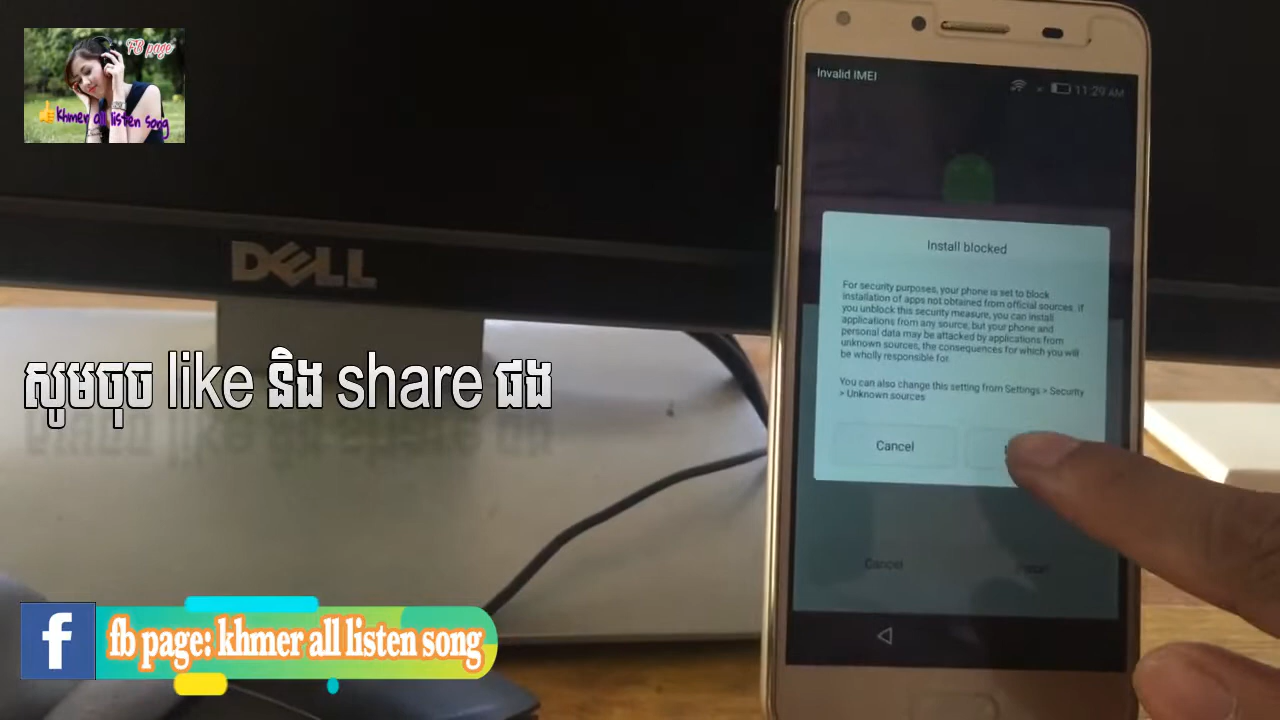 FB page
khmer all listen song
DELL
Invalid IMEI
11:29 AM
Install blocked
For security purposes, your phone is set to block
installation of apps not obtained from official sources. If
you unblock this security measure, you can install
applications from any source, but your phone and
personal data may be attacked by applications from
unknown sources, the consequences for which you will
be wholly responsible for.
You can also change this setting from Settings > Security
> Unknown sources
Cancel
Cancel
Install
សូមចុច like និង share ផង
f
fb page: khmer all listen song